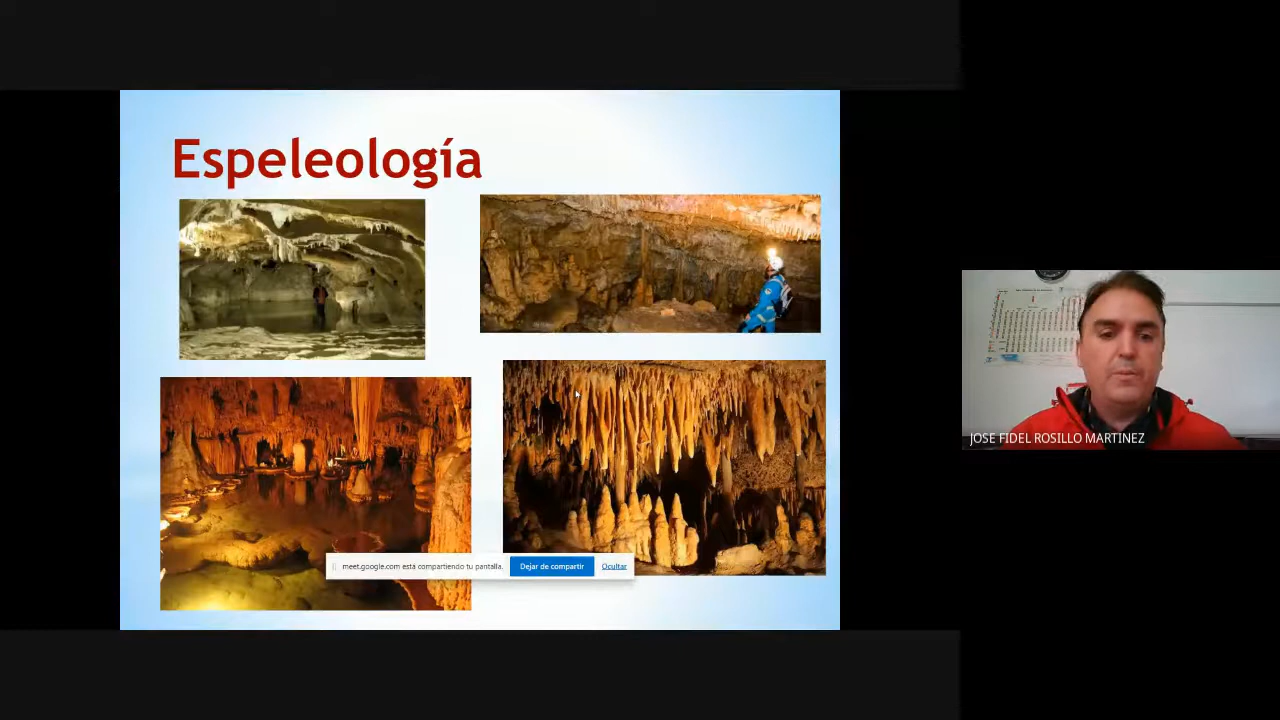 Espeleología
meet.google.com está compartiendo tu pantalla.
Dejar de compartir
Ocultar
JOSE FIDEL ROSILLO MARTINEZ